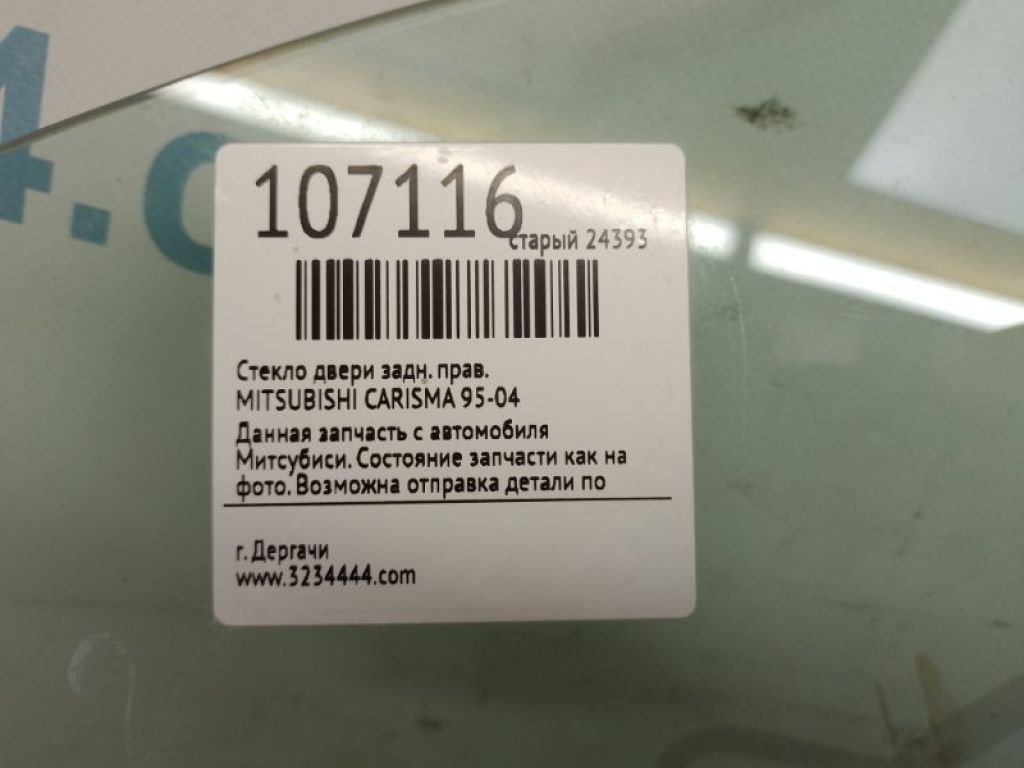 4.c
107116
старый 24393
Стекло двери задн. прав.
MITSUBISHI CARISMA 95-04
Данная запчасть с автомобиля
Митсубиси. Состояние запчасти как на
фото. Возможна отправка детали по
г. Дергачи
www.3234444.com